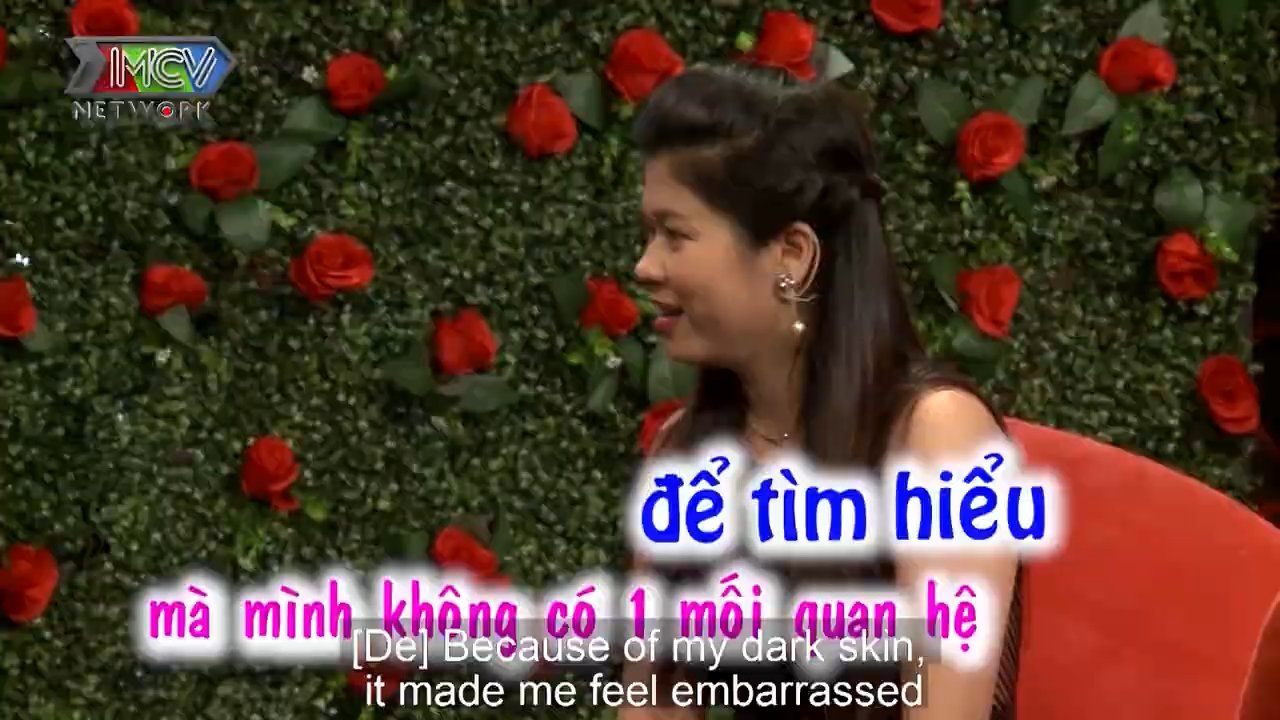 MCV
NETWORK
để tìm hiểu
mà mình không có 1 mối quan hệ
[De] Because of my dark skin,
it made me feel embarrassed